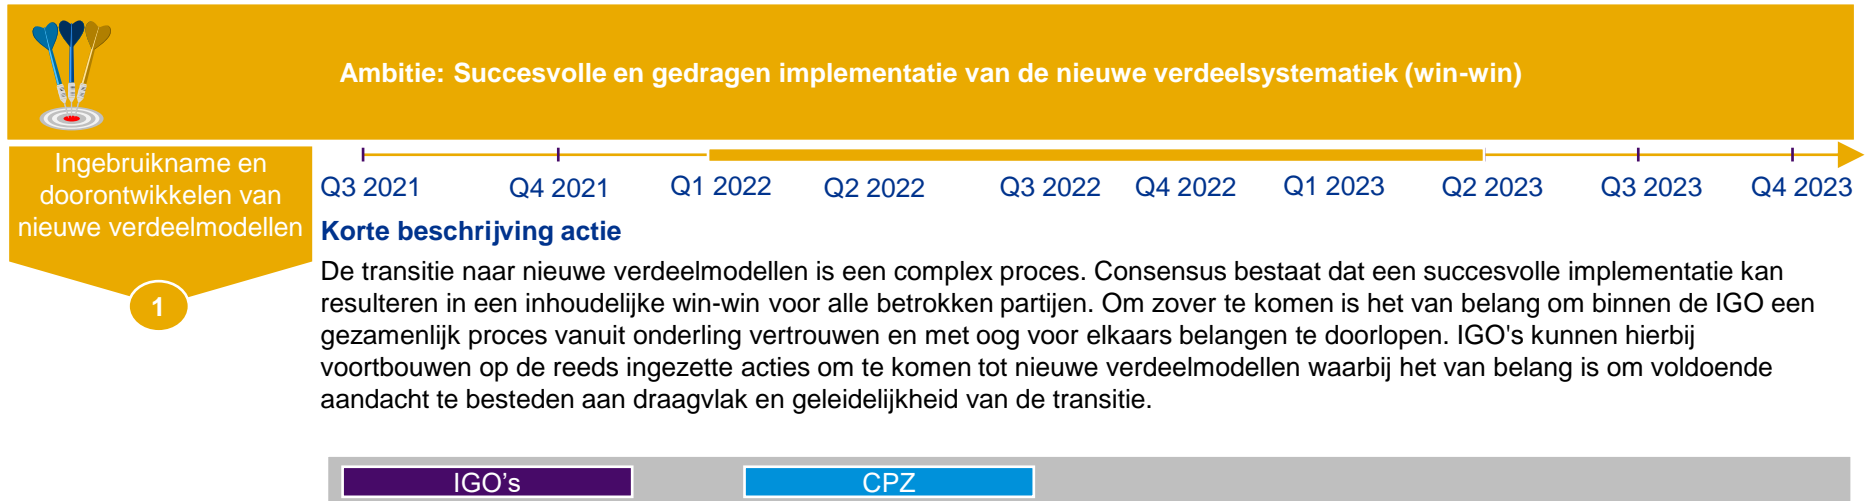 Ambitie: Succesvolle en gedragen implementatie van de nieuwe verdeelsystematiek (win-win)
Ingebruikname en
doorontwikkelen van
nieuwe verdeelmodellen
1
Q3 2021 Q4 2021 Q1 2022 Q2 2022 Q3 2022 Q4 2022 Q1 2023 Q2 2023 Q3 2023 Q4 2023
Korte beschrijving actie
De transitie naar nieuwe verdeelmodellen is een complex proces. Consensus bestaat dat een succesvolle implementatie kan
resulteren in een inhoudelijke win-win voor alle betrokken partijen. Om zover te komen is het van belang om binnen de IGO een
gezamenlijk proces vanuit onderling vertrouwen en met oog voor elkaars belangen te doorlopen. IGO's kunnen hierbij
voortbouwen op de reeds ingezette acties om te komen tot nieuwe verdeelmodellen waarbij het van belang is om voldoende
aandacht te besteden aan draagvlak en geleidelijkheid van de transitie.
IGO’s CPZ